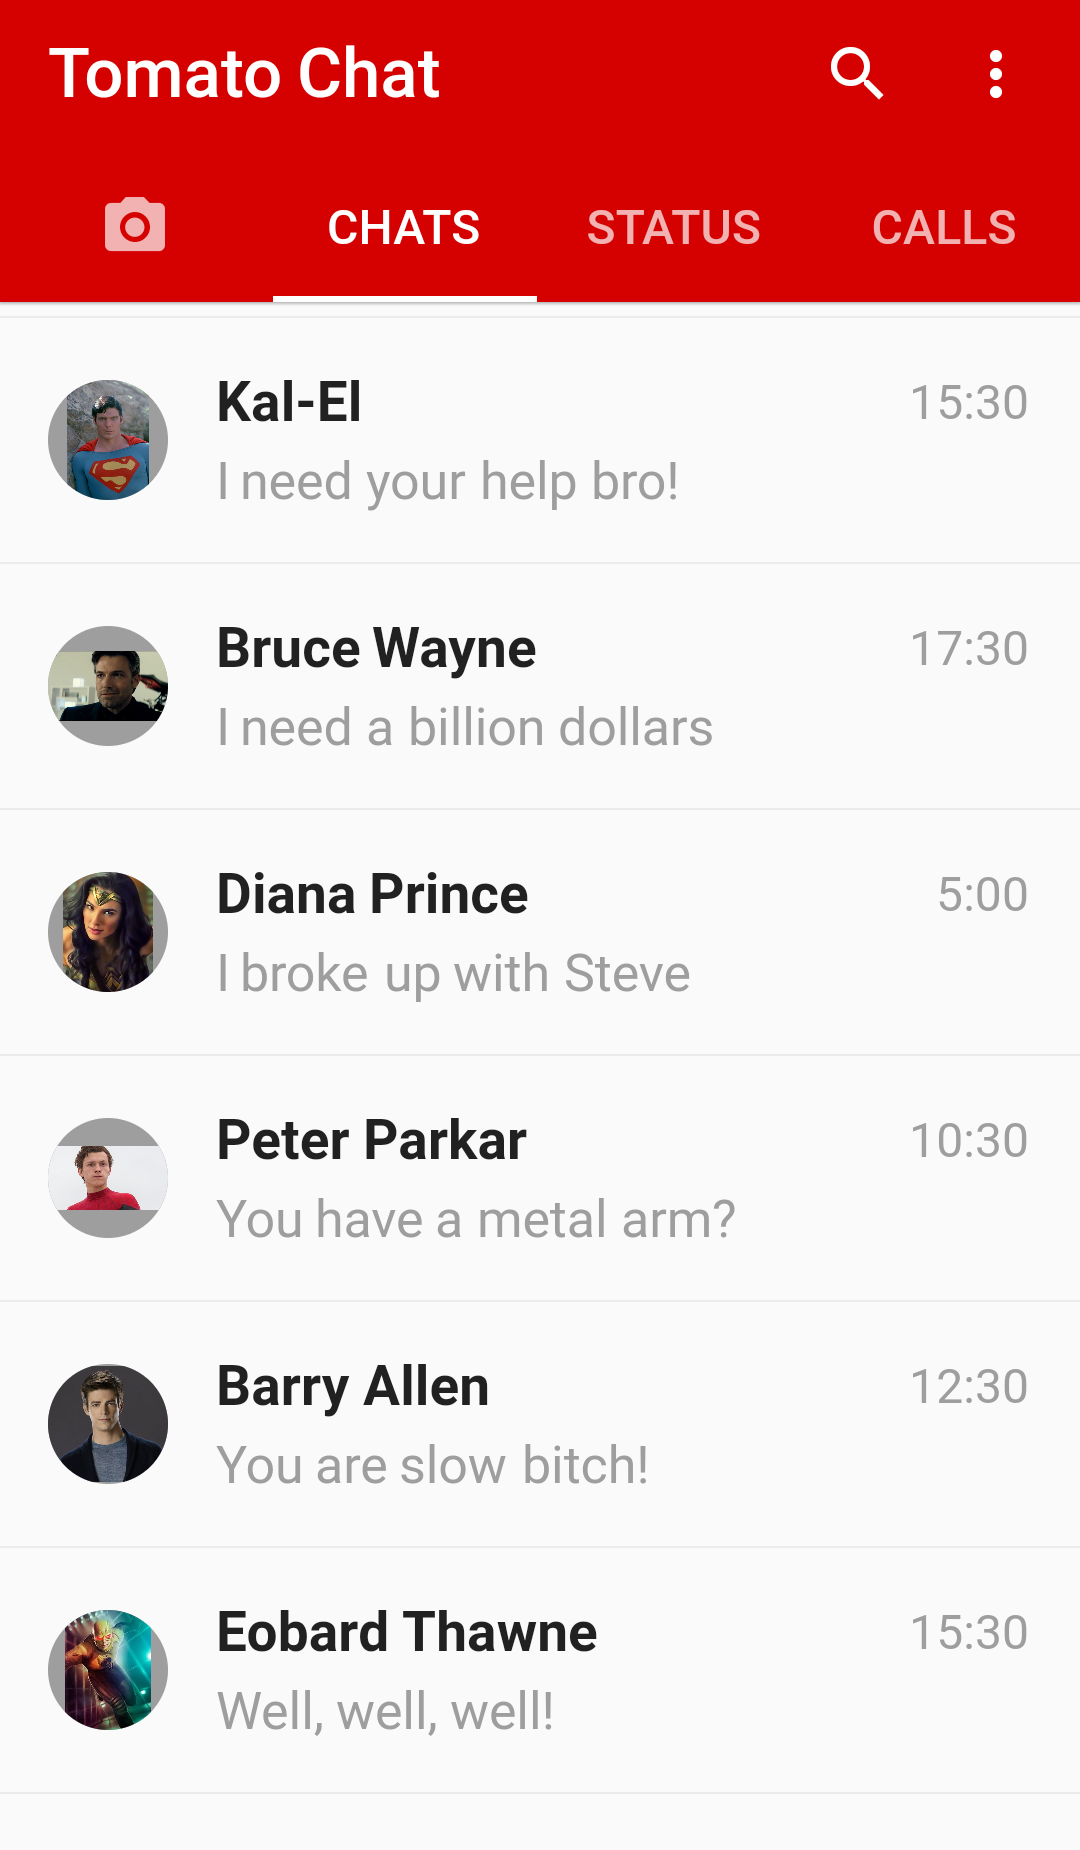 Tomato Chat
CHATS STATUS CALLS
Kal-El 15:30
I need your help bro!
Bruce Wayne 17:30
I need a billion dollars
Diana Prince 5:00
I broke up with Steve
Peter Parkar 10:30
You have a metal arm?
Barry Allen 12:30
You are slow bitch!
Eobard Thawne 15:30
Well, well, well!